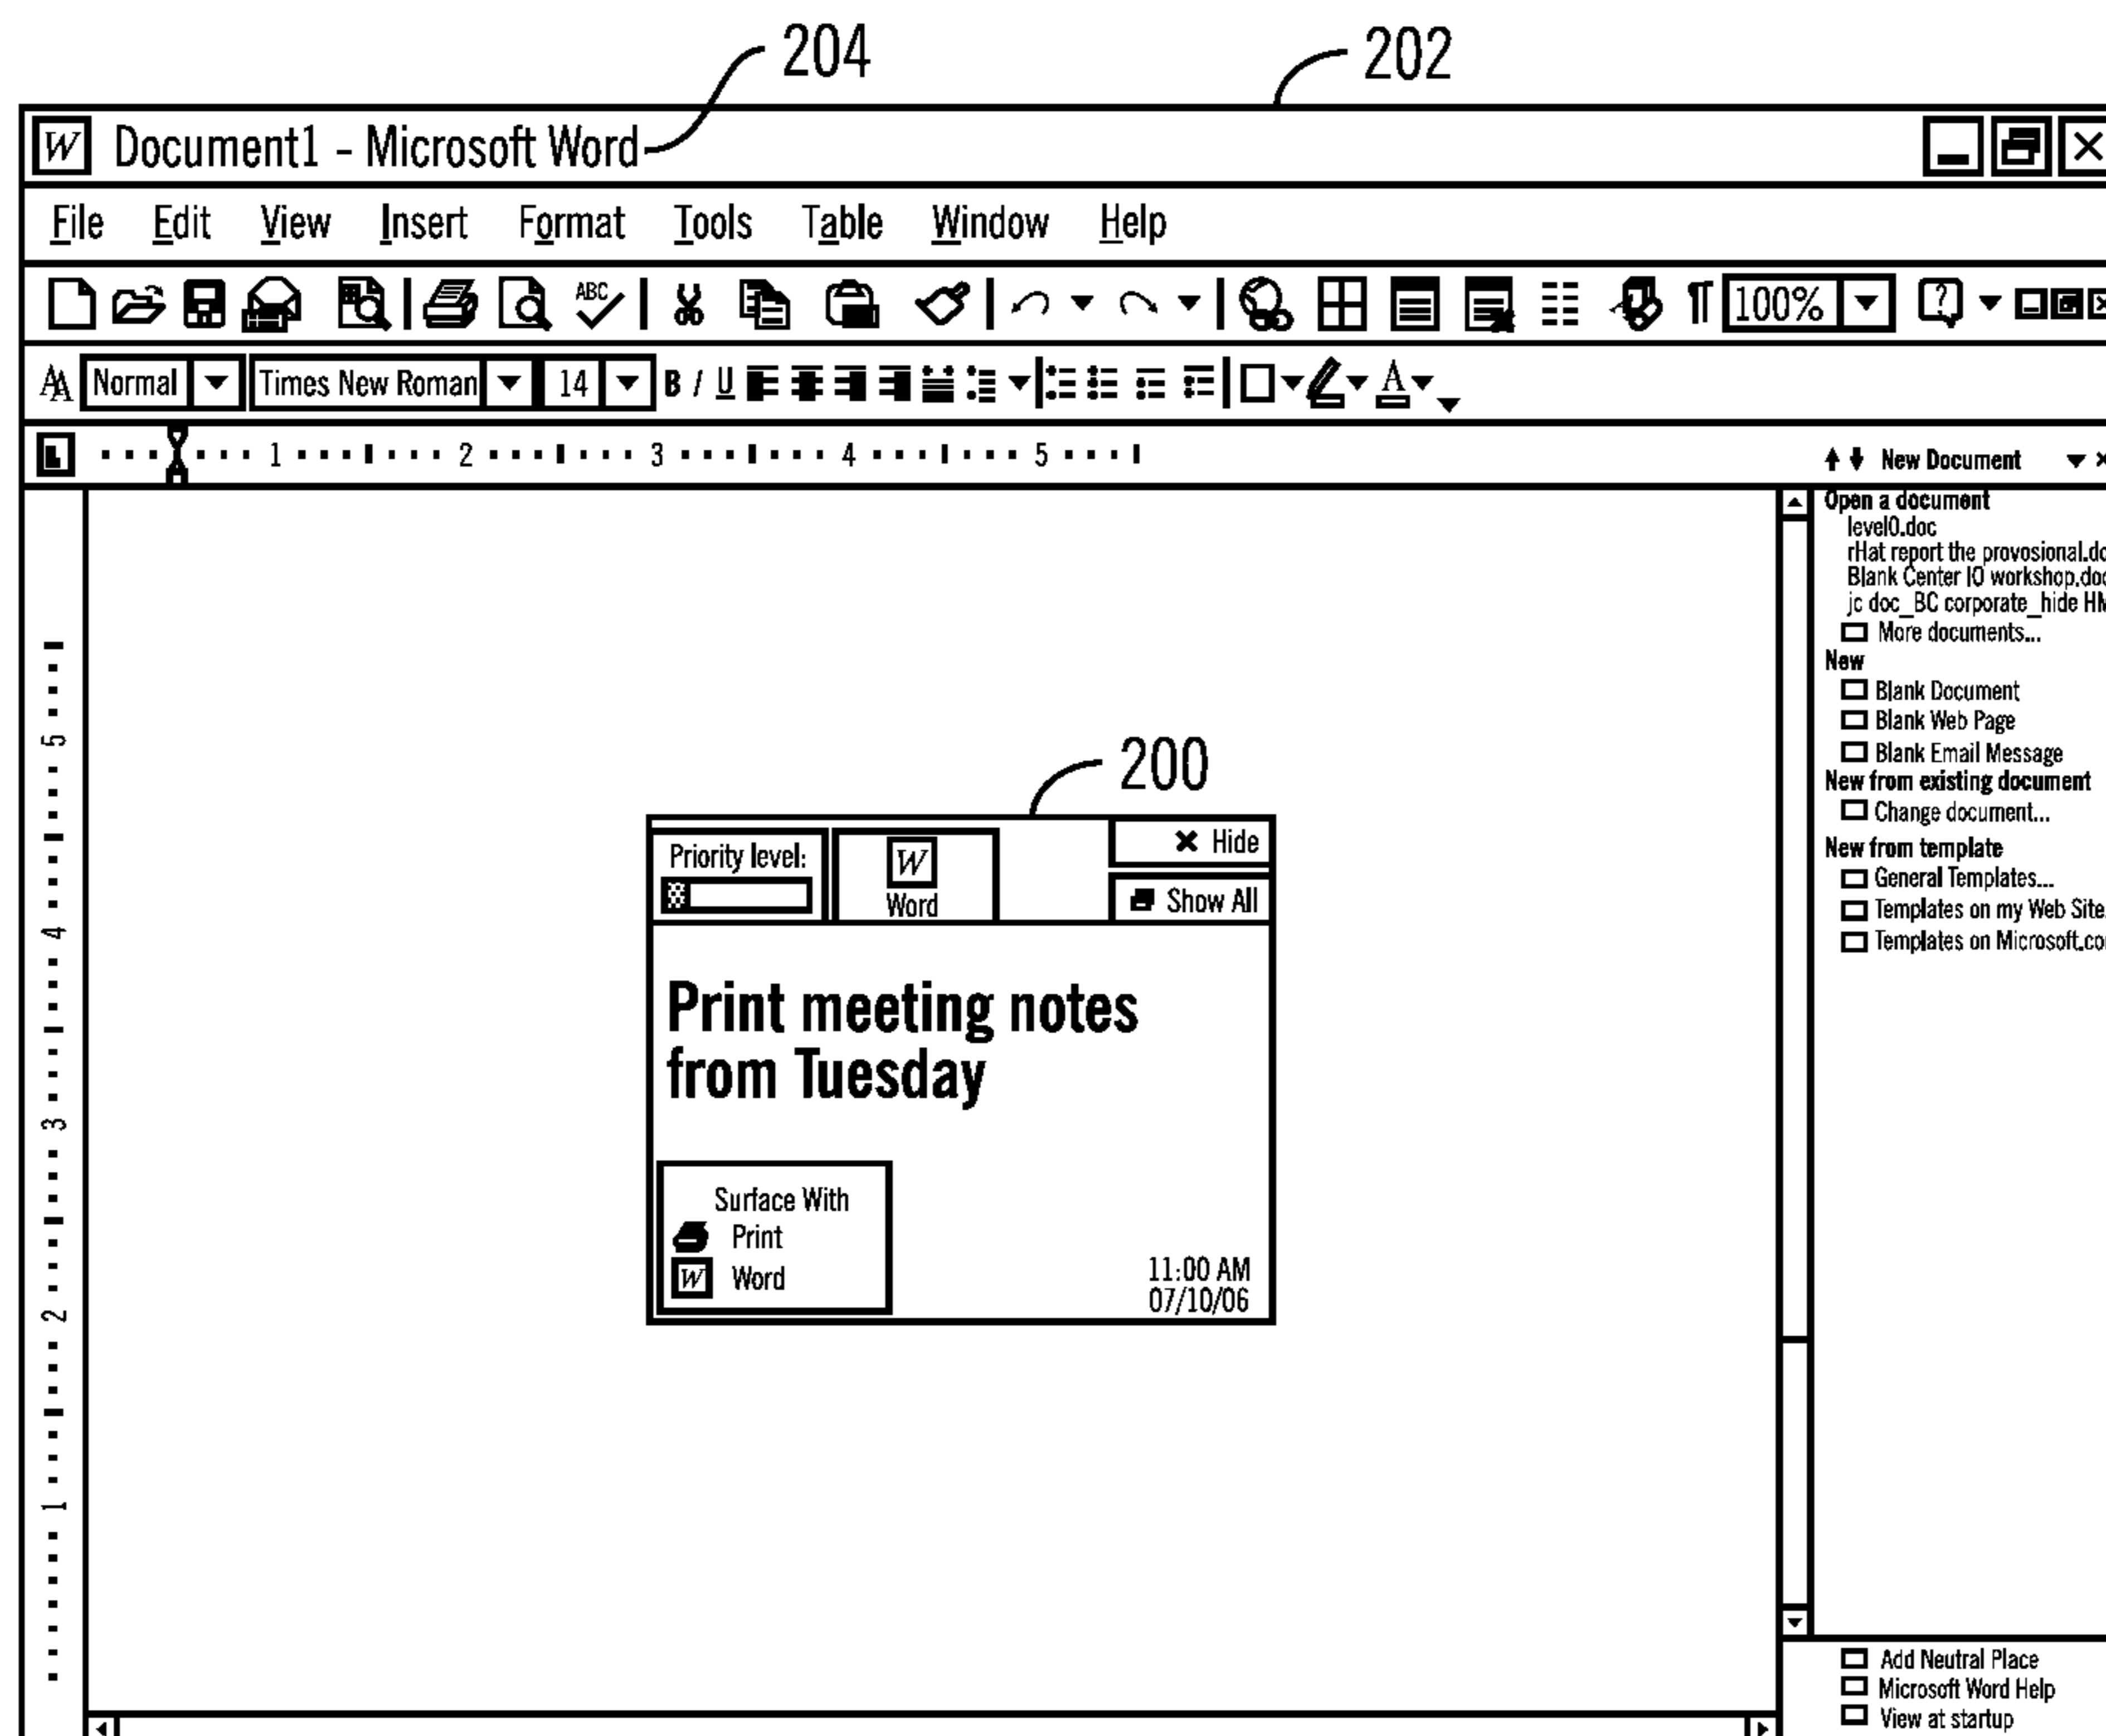 204
202
W Document1 - Microsoft Word
File Edit View Insert Format Tools Table Window Help
ABC 100% ?
AA Normal Times New Roman 14 B / U A
L 1 2 3 4 5
New Document
Open a document
level0.doc
rHat report the provosional.do
Blank Center IO workshop.doc
jc doc_BC corporate_hide HM
More documents...
New
Blank Document
Blank Web Page
Blank Email Message
New from existing document
Change document...
New from template
General Templates...
Templates on my Web Site.
Templates on Microsoft.co
5
4
3
2
1
200
Priority level:
W
Word
Hide
Show All
Print meeting notes
from Tuesday
Surface With
Print
W Word
11:00 AM
07/10/06
Add Neutral Place
Microsoft Word Help
View at startup